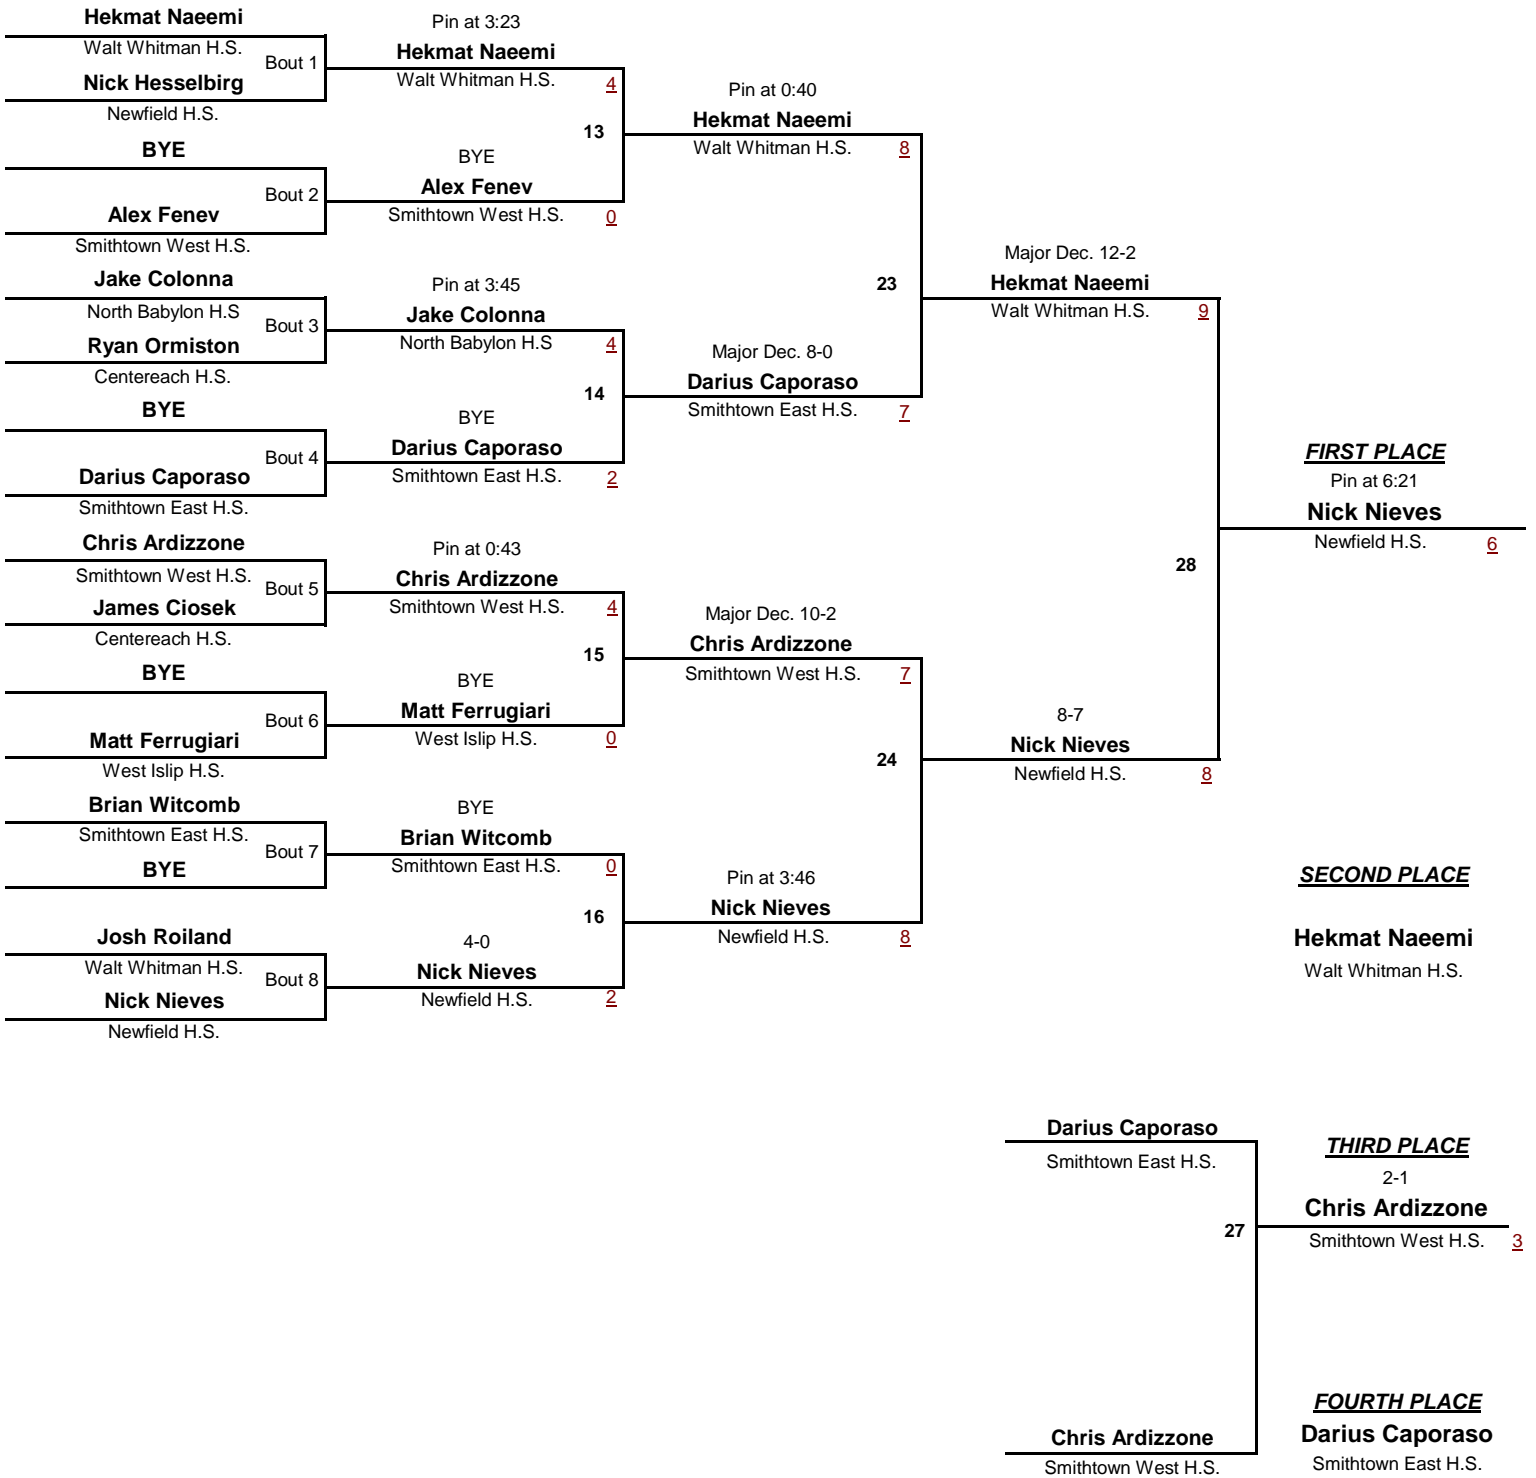 Hekmat Naeemi
Walt Whitman H.S.
Bout 1
Nick Hesselbirg
Newfield H.S.
BYE
Bout 2
Alex Fenev
Smithtown West H.S.
Jake Colonna
North Babylon H.S
Bout 3
Ryan Ormiston
Centereach H.S.
BYE
Bout 4
Darius Caporaso
Smithtown East H.S.
Chris Ardizzone
Smithtown West H.S.
Bout 5
James Ciosek
Centereach H.S.
BYE
Bout 6
Matt Ferrugiari
West Islip H.S.
Brian Witcomb
Smithtown East H.S.
Bout 7
BYE
Josh Roiland
Walt Whitman H.S.
Bout 8
Nick Nieves
Newfield H.S.
Pin at 3:23
Hekmat Naeemi
Walt Whitman H.S. 4
13
BYE
Alex Fenev
Smithtown West H.S. 0
Pin at 3:45
Jake Colonna
North Babylon H.S 4
14
BYE
Darius Caporaso
Smithtown East H.S. 2
Pin at 0:43
Chris Ardizzone
Smithtown West H.S. 4
15
BYE
Matt Ferrugiari
West Islip H.S. 0
BYE
Brian Witcomb
Smithtown East H.S. 0
16
4-0
Nick Nieves
Newfield H.S. 2
Pin at 0:40
Hekmat Naeemi
Walt Whitman H.S. 8
23
Major Dec. 8-0
Darius Caporaso
Smithtown East H.S. 7
Major Dec. 10-2
Chris Ardizzone
Smithtown West H.S. 7
24
Pin at 3:46
Nick Nieves
Newfield H.S. 8
Major Dec. 12-2
Hekmat Naeemi
Walt Whitman H.S. 9
28
8-7
Nick Nieves
Newfield H.S. 8
FIRST PLACE
Pin at 6:21
Nick Nieves
Newfield H.S. 6
SECOND PLACE
Hekmat Naeemi
Walt Whitman H.S.
Darius Caporaso
Smithtown East H.S.
27
Chris Ardizzone
Smithtown West H.S.
THIRD PLACE
2-1
Chris Ardizzone
Smithtown West H.S. 3
FOURTH PLACE
Darius Caporaso
Smithtown East H.S.